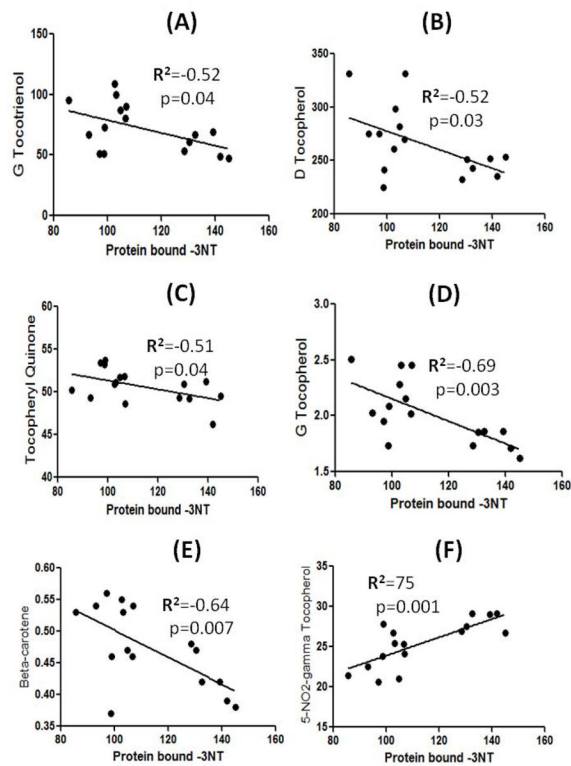 (A)
G Tocotrienol
150
100
50
0
R²=-0.52
p=0.04
80 100 120 140 160
Protein bound -3NT
(B)
D Tocopherol
350
300
250
200
R²=-0.52
p=0.03
80 100 120 140 160
Protein bound -3NT
(C)
Tocopheryl Quinone
60
55
50
45
40
R²=-0.51
p=0.04
80 100 120 140 160
Protein bound -3NT
(D)
G Tocopherol
3.0
2.5
2.0
1.5
R²=-0.69
p=0.003
80 100 120 140 160
Protein bound -3NT
(E)
Beta-carotene
0.60
0.55
0.50
0.45
0.40
0.35
R²=-0.64
p=0.007
60 80 100 120 140 160
Protein bound -3NT
(F)
5-NO2-gamma Tocopherol
40
35
30
25
20
15
R²=75
p=0.001
80 100 120 140 160
Protein bound -3NT